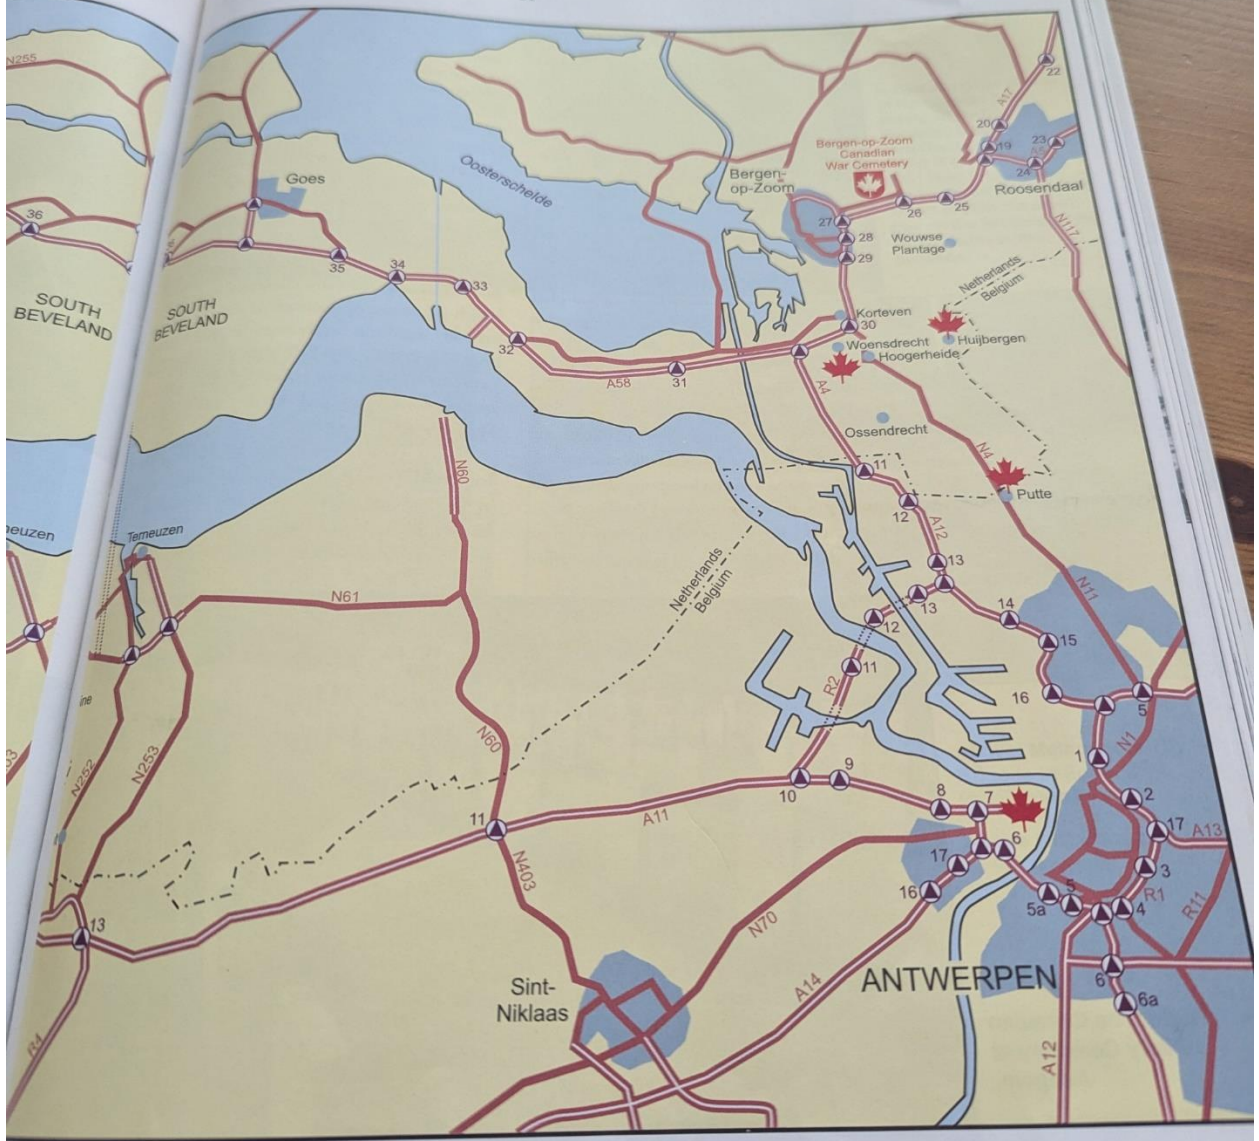 N255
36
SOUTH
BEVELAND
neuzen
Goes
35
34
33
32
31
A58
SOUTH
BEVELAND
Oosterschelde
Bergen-
op-Zoom
Bergen-op-Zoom
Canadian
War Cemetery
22
A17
20
19
23
24
Roosendaal
N117
25
26
27
28
29
Wouwse
Plantage
Netherlands
Belgium
Korteven
30
Woensdrecht
Hoogerheide
Huijbergen
A4
Ossendrecht
N4
Putte
11
12
A12
13
13
12
11
R2
14
15
16
N11
5
N1
1
2
17
A13
3
R1
4
R11
5
5a
6
6a
A12
ANTWERPEN
Terneuzen
N61
N60
N60
Netherlands
Belgium
ine
N252
N253
10
9
8
7
6
17
16
A11
11
N403
N70
A14
13
R4
Sint-
Niklaas